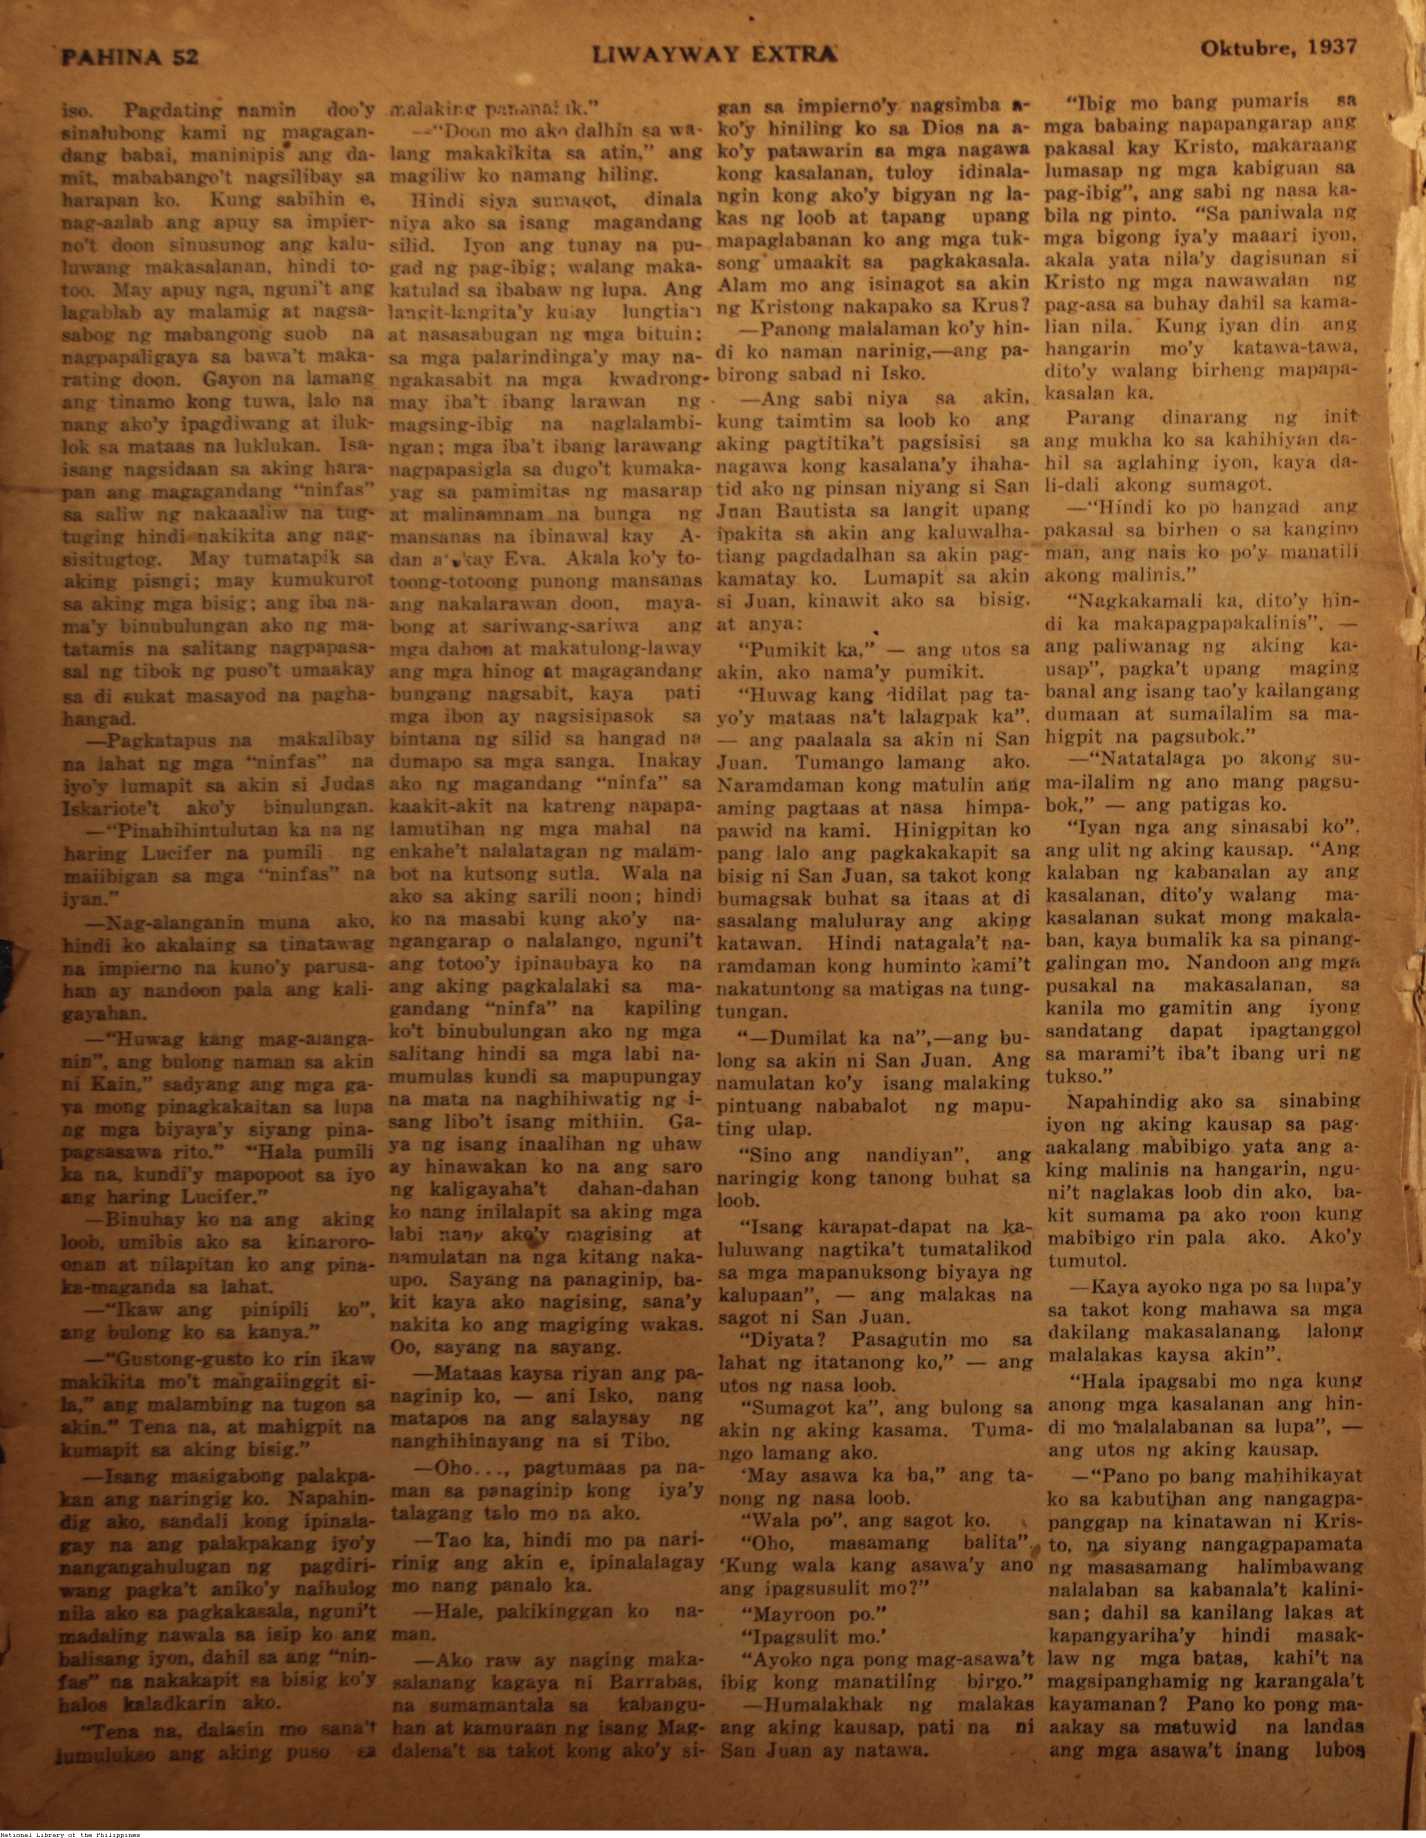 PAHINA 52
LIWAYWAY EXTRA
Oktubre, 1937
iso. Pagdating namin doo'y
sinalubong kami ng magagan-
dang babai, maninipis ang da-
mit, mababango't nagsilibay sa
harapan ko. Kung sabihin e,
nag-aalab ang apuy sa impier-
no't doon sinusunog ang kalu-
luwang makasalanan, hindi to-
too. May apuy nga, nguni't ang
lagablab ay malamig at nagsa-
sabog ng mabangong suob na
nagpapaligaya sa bawa't maka-
rating doon. Gayon na lamang
ang tinamo kong tuwa, lalo na
nang ako'y ipagdiwang at iluk-
lok sa mataas na luklukan. Isa-
isang nagsidaan sa aking hara-
pan ang magagandang "ninfas"
sa saliw ng nakaaaliw na tug-
tuging hindi nakikita ang nag-
sisitugtog. May tumatapik sa
aking pisngi; may kumukurot
sa aking mga bisig; ang iba na-
ma'y binubulungan ako ng ma-
tatamis na salitang nagpapasa-
sal ng tibok ng puso't umaakay
sa di sukat masayod na pagha-
hangad.
—Pagkatapus na makalibay
na lahat ng mga "ninfas" na
iyo'y lumapit sa akin si Judas
Iskariote't ako'y binulungan.
—"Pinahihintulutan ka na ng
haring Lucifer na pumili ng
maiibigan sa mga "ninfas" na
iyan."
—Nag-alanganin muna ako,
hindi ko akalaing sa tinatawag
na impierno na kuno'y parusa-
han ay nandoon pala ang kali-
gayahan.
—"Huwag kang mag-alanga-
nin", ang bulong naman sa akin
ni Kain," sadyang ang mga ga-
ya mong pinagkakaitan sa lupa
ng mga biyaya'y siyang pina-
pagsasawa rito." "Hala pumili
ka na, kundi'y mapopoot sa iyo
ang haring Lucifer."
—Binuhay ko na ang aking
loob, umibis ako sa kinaroro-
onan at nilapitan ko ang pina-
ka-maganda sa lahat.
—"Ikaw ang pinipili ko",
ang bulong ko sa kanya."
—"Gustong-gusto ko rin ikaw
makikita mo't mangaiinggit si-
la," ang malambing na tugon sa
akin." Tena na, at mahigpit na
kumapit sa aking bisig."
—Isang masigabong palakpa-
kan ang naringig ko. Napahin-
dig ako, sandali kong ipinala-
gay na ang palakpakang iyo'y
nangangahulugan ng pagdiri-
wang pagka't aniko'y naihulog
nila ako sa pagkakasala, nguni't
madaling nawala sa isip ko ang
balisang iyon, dahil sa ang "nin-
fas" na nakakapit sa bisig ko'y
halos kaladkarin ako.
"Tena na, dalasin mo sana't
lumulukso ang aking puso sa
malaking pananabik."
—"Doon mo ako dalhin sa wa-
lang makakikita sa atin," ang
magiliw ko namang hiling.
Hindi siya sumagot, dinala
niya ako sa isang magandang
silid. Iyon ang tunay na pu-
gad ng pag-ibig; walang maka-
katulad sa ibabaw ng lupa. Ang
langit-langita'y kulay lungtian
at nasasabugan ng mga bituin;
sa mga palarindinga'y may na-
ngakasabit na mga kwadrong
may iba't ibang larawan ng
magsing-ibig na naglalambi-
ngan; mga iba't ibang larawang
nagpapasigla sa dugo't kumaka-
yag sa pamimitas ng masarap
at malinamnam na bunga ng
mansanas na ibinawal kay A-
dan kay Eva. Akala ko'y to-
toong-totoong punong mansanas
ang nakalarawan doon, maya-
bong at sariwang-sariwa ang
mga dahon at makatulong-laway
ang mga hinog at magagandang
bungang nagsabit, kaya pati
mga ibon ay nagsisipasok sa
bintana ng silid sa hangad na
dumapo sa mga sanga. Inakay
ako ng magandang "ninfa" sa
kaakit-akit na katreng napapa-
lamutihan ng mga mahal na
enkahe't nalalatagan ng malam-
bot na kutsong sutla. Wala na
ako sa aking sarili noon; hindi
ko na masabi kung ako'y na-
ngangarap o nalalango, nguni't
ang totoo'y ipinaubaya ko na
ang aking pagkalalaki sa ma-
gandang "ninfa" na kapiling
ko't binubulungan ako ng mga
salitang hindi sa mga labi na-
mumulas kundi sa mapupungay
na mata na naghihiwatig ng i-
sang libo't isang mithiin. Ga-
ya ng isang inaalihan ng uhaw
ay hinawakan ko na ang saro
ng kaligayaha't dahan-dahan
ko nang inilalapit sa aking mga
labi nang ako'y magising at
namulatan na nga kitang naka-
upo. Sayang na panaginip, ba-
kit kaya ako nagising, sana'y
nakita ko ang magiging wakas.
Oo, sayang na sayang.
—Mataas kaysa riyan ang pa-
naginip ko, — ani Isko, nang
matapos na ang salaysay ng
nanghihinayang na si Tibo.
—Oho..., pagtumaas pa na-
man sa panaginip kong iya'y
talagang talo mo na ako.
—Tao ka, hindi mo pa nari-
rinig ang akin e, ipinalalagay
mo nang panalo ka.
—Hale, pakikinggan ko na-
man.
—Ako raw ay naging maka-
salanang kagaya ni Barrabas,
na sumamantala sa kabangu-
han at kamuraan ng isang Mag-
dalena't sa takot kong ako'y si-
gan sa impierno'y nagsimba a-
ko'y hiniling ko sa Dios na a-
ko'y patawarin sa mga nagawa
kong kasalanan, tuloy idinala-
ngin kong ako'y bigyan ng la-
kas ng loob at tapang upang
mapaglabanan ko ang mga tuk-
song umaakit sa pagkakasala.
Alam mo ang isinagot sa akin
ng Kristong nakapako sa Krus?
—Panong malalaman ko'y hin-
di ko naman narinig,—ang pa-
birong sabad ni Isko.
—Ang sabi niya sa akin,
kung taimtim sa loob ko ang
aking pagtitika't pagsisisi sa
nagawa kong kasalana'y ihaha-
tid ako ng pinsan niyang si San
Juan Bautista sa langit upang
ipakita sa akin ang kaluwalha-
tiang pagdadalhan sa akin pag-
kamatay ko. Lumapit sa akin
si Juan, kinawit ako sa bisig,
at anya:
"Pumikit ka," — ang utos sa
akin, ako nama'y pumikit.
"Huwag kang didilat pag ta-
yo'y mataas na't lalagpak ka",
— ang paalaala sa akin ni San
Juan. Tumango lamang ako.
Naramdaman kong matulin ang
aming pagtaas at nasa himpa-
pawid na kami. Hinigpitan ko
pang lalo ang pagkakakapit sa
bisig ni San Juan, sa takot kong
bumagsak buhat sa itaas at di
sasalang maluluray ang aking
katawan. Hindi natagala't na-
ramdaman kong huminto kami't
nakatuntong sa matigas na tung-
tungan.
"—Dumilat ka na",—ang bu-
long sa akin ni San Juan. Ang
namulatan ko'y isang malaking
pintuang nababalot ng mapu-
ting ulap.
"Sino ang nandiyan", ang
naringig kong tanong buhat sa
loob.
"Isang karapat-dapat na ka-
luluwang nagtika't tumatalikod
sa mga mapanuksong biyaya ng
kalupaan", — ang malakas na
sagot ni San Juan.
"Diyata? Pasagutin mo sa
lahat ng itatanong ko," — ang
utos ng nasa loob.
"Sumagot ka", ang bulong sa
akin ng aking kasama. Tuma-
ngo lamang ako.
'May asawa ka ba," ang ta-
nong ng nasa loob.
"Wala po", ang sagot ko.
"Oho, masamang balita".
'Kung wala kang asawa'y ano
ang ipagsusulit mo?"
"Mayroon po."
"Ipagsulit mo.'
"Ayoko nga pong mag-asawa't
ibig kong manatiling birgo."
—Humalakhak ng malakas
ang aking kausap, pati na ni
San Juan ay natawa.
"Ibig mo bang pumaris sa
mga babaing napapangarap ang
pakasal kay Kristo, makaraang
lumasap ng mga kabiguan sa
pag-ibig", ang sabi ng nasa ka-
bila ng pinto. "Sa paniwala ng
mga bigong iya'y maaari iyon,
akala yata nila'y dagisunan si
Kristo ng mga nawawalan ng
pag-asa sa buhay dahil sa kama-
lian nila. Kung iyan din ang
hangarin mo'y katawa-tawa,
dito'y walang birheng mapapa-
kasalan ka.
Parang dinarang ng init
ang mukha ko sa kahihiyan da-
hil sa aglahing iyon, kaya da-
li-dali akong sumagot.
—"Hindi ko po hangad ang
pakasal sa birhen o sa kangino
man, ang nais ko po'y manatili
akong malinis."
"Nagkakamali ka, dito'y hin-
di ka makapagpapakalinis", —
ang paliwanag ng aking ka-
usap", pagka't upang maging
banal ang isang tao'y kailangang
dumaan at sumailalim sa ma-
higpit na pagsubok."
—"Natatalaga po akong su-
ma-ilalim ng ano mang pagsu-
bok," — ang patigas ko.
"Iyan nga ang sinasabi ko",
ang ulit ng aking kausap. "Ang
kalaban ng kabanalan ay ang
kasalanan, dito'y walang ma-
kasalanan sukat mong makala-
ban, kaya bumalik ka sa pinang-
galingan mo. Nandoon ang mga
pusakal na makasalanan, sa
kanila mo gamitin ang iyong
sandatang dapat ipagtanggol
sa marami't iba't ibang uri ng
tukso."
Napahindig ako sa sinabing
iyon ng aking kausap sa pag-
aakalang mabibigo yata ang a-
king malinis na hangarin, ngu-
ni't naglakas loob din ako, ba-
kit sumama pa ako roon kung
mabibigo rin pala ako. Ako'y
tumutol.
—Kaya ayoko nga po sa lupa'y
sa takot kong mahawa sa mga
dakilang makasalanang lalong
malalakas kaysa akin".
"Hala ipagsabi mo nga kung
anong mga kasalanan ang hin-
di mo malalabanan sa lupa", —
ang utos ng aking kausap.
—"Pano po bang mahihikayat
ko sa kabutihan ang nangagpa-
panggap na kinatawan ni Kris-
to, na siyang nangagpapamata
ng masasamang halimbawang
nalalaban sa kabanala't kalini-
san; dahil sa kanilang lakas at
kapangyariha'y hindi masak-
law ng mga batas, kahi't na
magsipanghamig ng karangala't
kayamanan? Pano ko pong ma-
aakay sa matuwid na landas
ang mga asawa't inang lubos
National Library of the Philippines